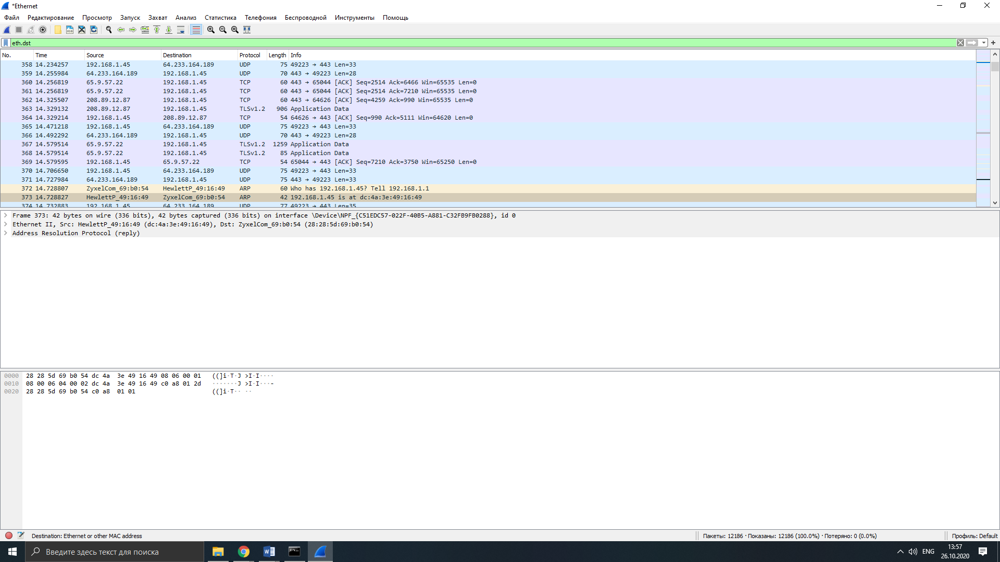 *Ethernet
Файл Редактирование Просмотр Запуск Захват Анализ Статистика Телефония Беспроводной Инструменты Помощь
eth.dst
No. Time Source Destination Protocol Length Info
358 14.234257 192.168.1.45 64.233.164.189 UDP 75 49223 → 443 Len=33
359 14.255984 64.233.164.189 192.168.1.45 UDP 70 443 → 49223 Len=28
360 14.256819 65.9.57.22 192.168.1.45 TCP 60 443 → 65044 [ACK] Seq=2514 Ack=6466 Win=65535 Len=0
361 14.256819 65.9.57.22 192.168.1.45 TCP 60 443 → 65044 [ACK] Seq=2514 Ack=7210 Win=65535 Len=0
362 14.325507 208.89.12.87 192.168.1.45 TCP 60 443 → 64626 [ACK] Seq=4259 Ack=990 Win=65535 Len=0
363 14.329132 208.89.12.87 192.168.1.45 TLSv1.2 906 Application Data
364 14.329214 192.168.1.45 208.89.12.87 TCP 54 64626 → 443 [ACK] Seq=990 Ack=5111 Win=64620 Len=0
365 14.471218 192.168.1.45 64.233.164.189 UDP 75 49223 → 443 Len=33
366 14.492292 64.233.164.189 192.168.1.45 UDP 70 443 → 49223 Len=28
367 14.579514 65.9.57.22 192.168.1.45 TLSv1.2 1259 Application Data
368 14.579514 65.9.57.22 192.168.1.45 TLSv1.2 85 Application Data
369 14.579595 192.168.1.45 65.9.57.22 TCP 54 65044 → 443 [ACK] Seq=7210 Ack=3750 Win=65250 Len=0
370 14.706650 192.168.1.45 64.233.164.189 UDP 75 49223 → 443 Len=33
371 14.727984 64.233.164.189 192.168.1.45 UDP 75 443 → 49223 Len=33
372 14.728807 ZyxelCom_69:b0:54 HewlettP_49:16:49 ARP 60 Who has 192.168.1.45? Tell 192.168.1.1
373 14.728827 HewlettP_49:16:49 ZyxelCom_69:b0:54 ARP 42 192.168.1.45 is at dc:4a:3e:49:16:49
374 14.732883 192.168.1.45 64.233.164.189 UDP 77 49223 → 443 Len=35
Frame 373: 42 bytes on wire (336 bits), 42 bytes captured (336 bits) on interface \Device\NPF_{C51EDC57-022F-40B5-A881-C32FB9FB0288}, id 0
Ethernet II, Src: HewlettP_49:16:49 (dc:4a:3e:49:16:49), Dst: ZyxelCom_69:b0:54 (28:28:5d:69:b0:54)
Address Resolution Protocol (reply)
0000 28 28 5d 69 b0 54 dc 4a 3e 49 16 49 08 06 00 01 ((]i·T·J >I·I····
0010 08 00 06 04 00 02 dc 4a 3e 49 16 49 c0 a8 01 2d ·······J >I·I···-
0020 28 28 5d 69 b0 54 c0 a8 01 01 ((]i·T·· ··
Destination: Ethernet or other MAC address
Пакеты: 12186 · Показаны: 12186 (100.0%) · Потеряно: 0 (0.0%)
Профиль: Default
Введите здесь текст для поиска
ENG
13:57
26.10.2020